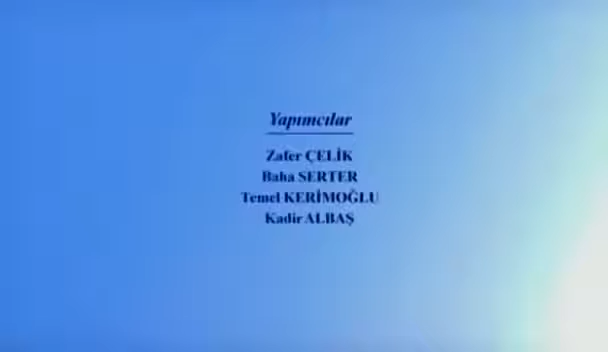 Yapımcılar
Zafer ÇELİK
Baha SERTER
Temel KERİMOĞLU
Kadir ALBAŞ